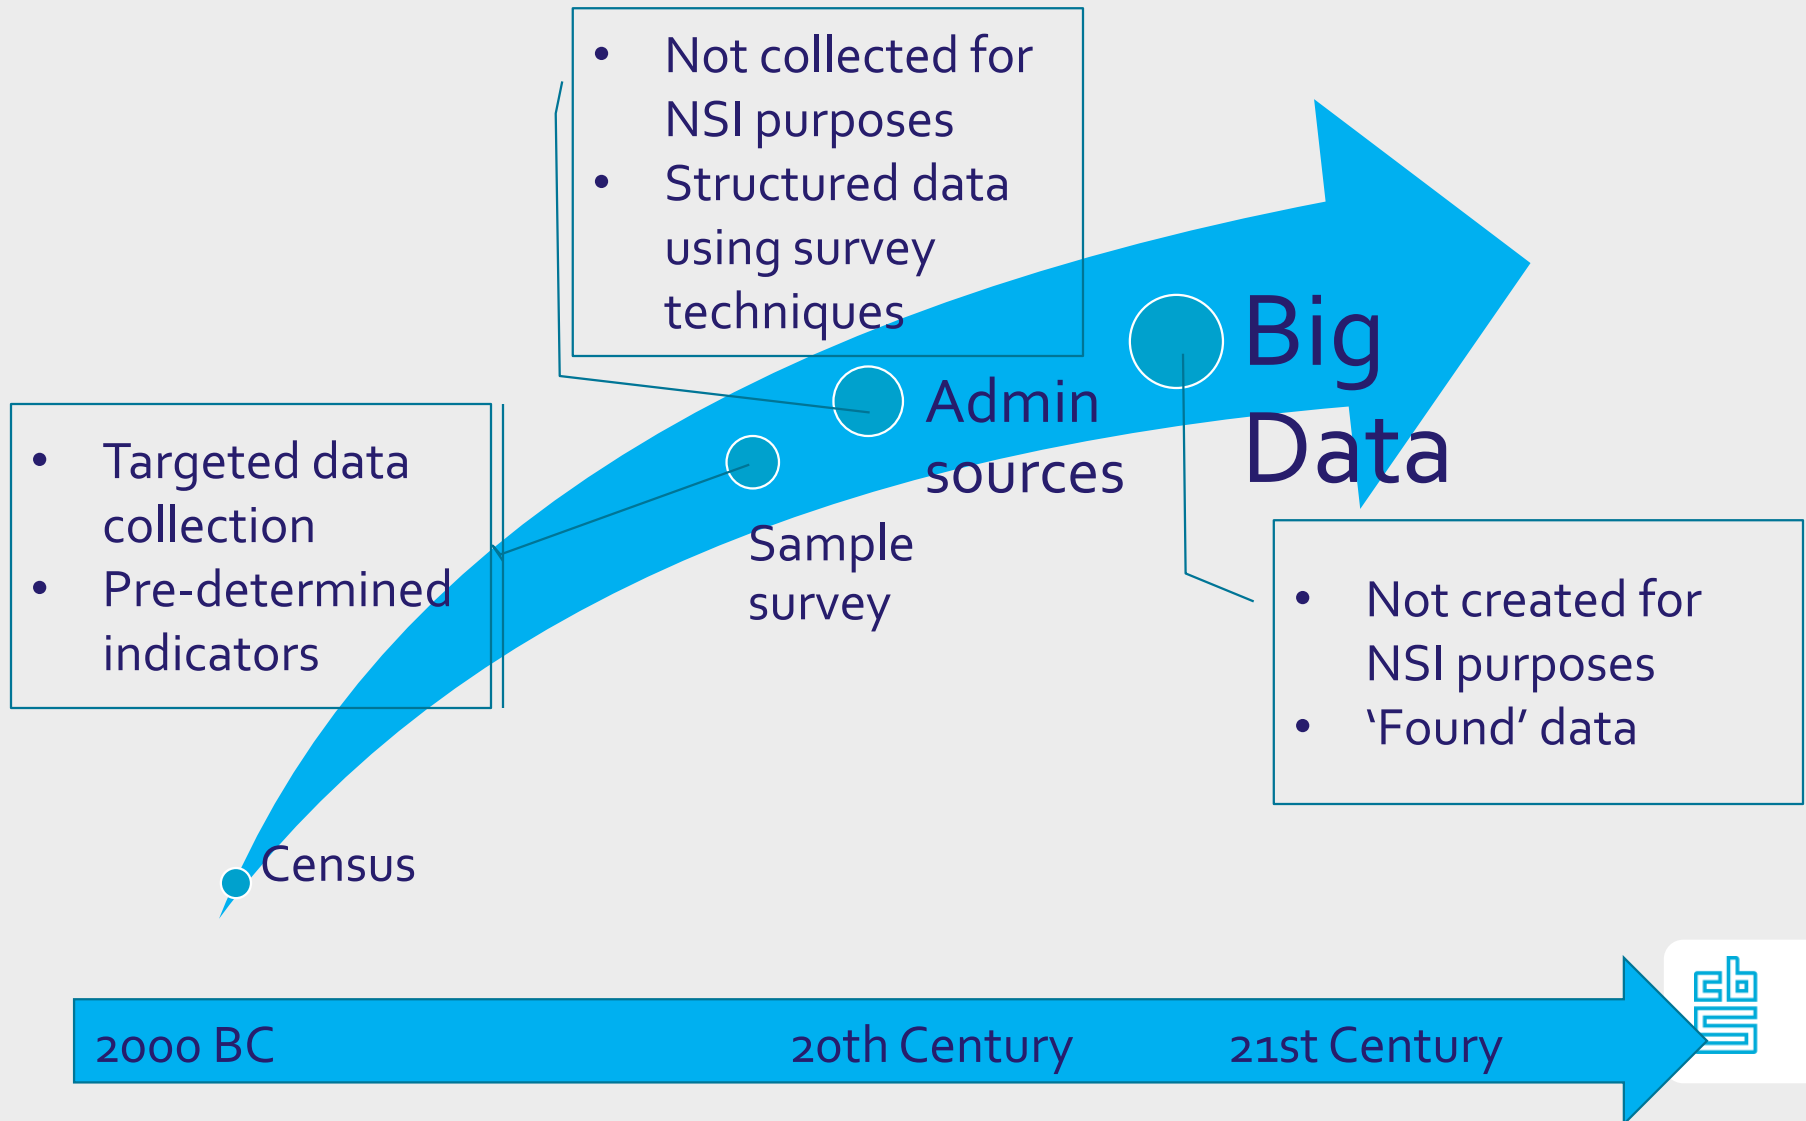 • Not collected for
NSI purposes
• Structured data
using survey
techniques
• Targeted data
collection
• Pre-determined
indicators
Big
Data
Admin
sources
Sample
survey
• Not created for
NSI purposes
• ‘Found’ data
Census
2000 BC
20th Century
21st Century
cbs